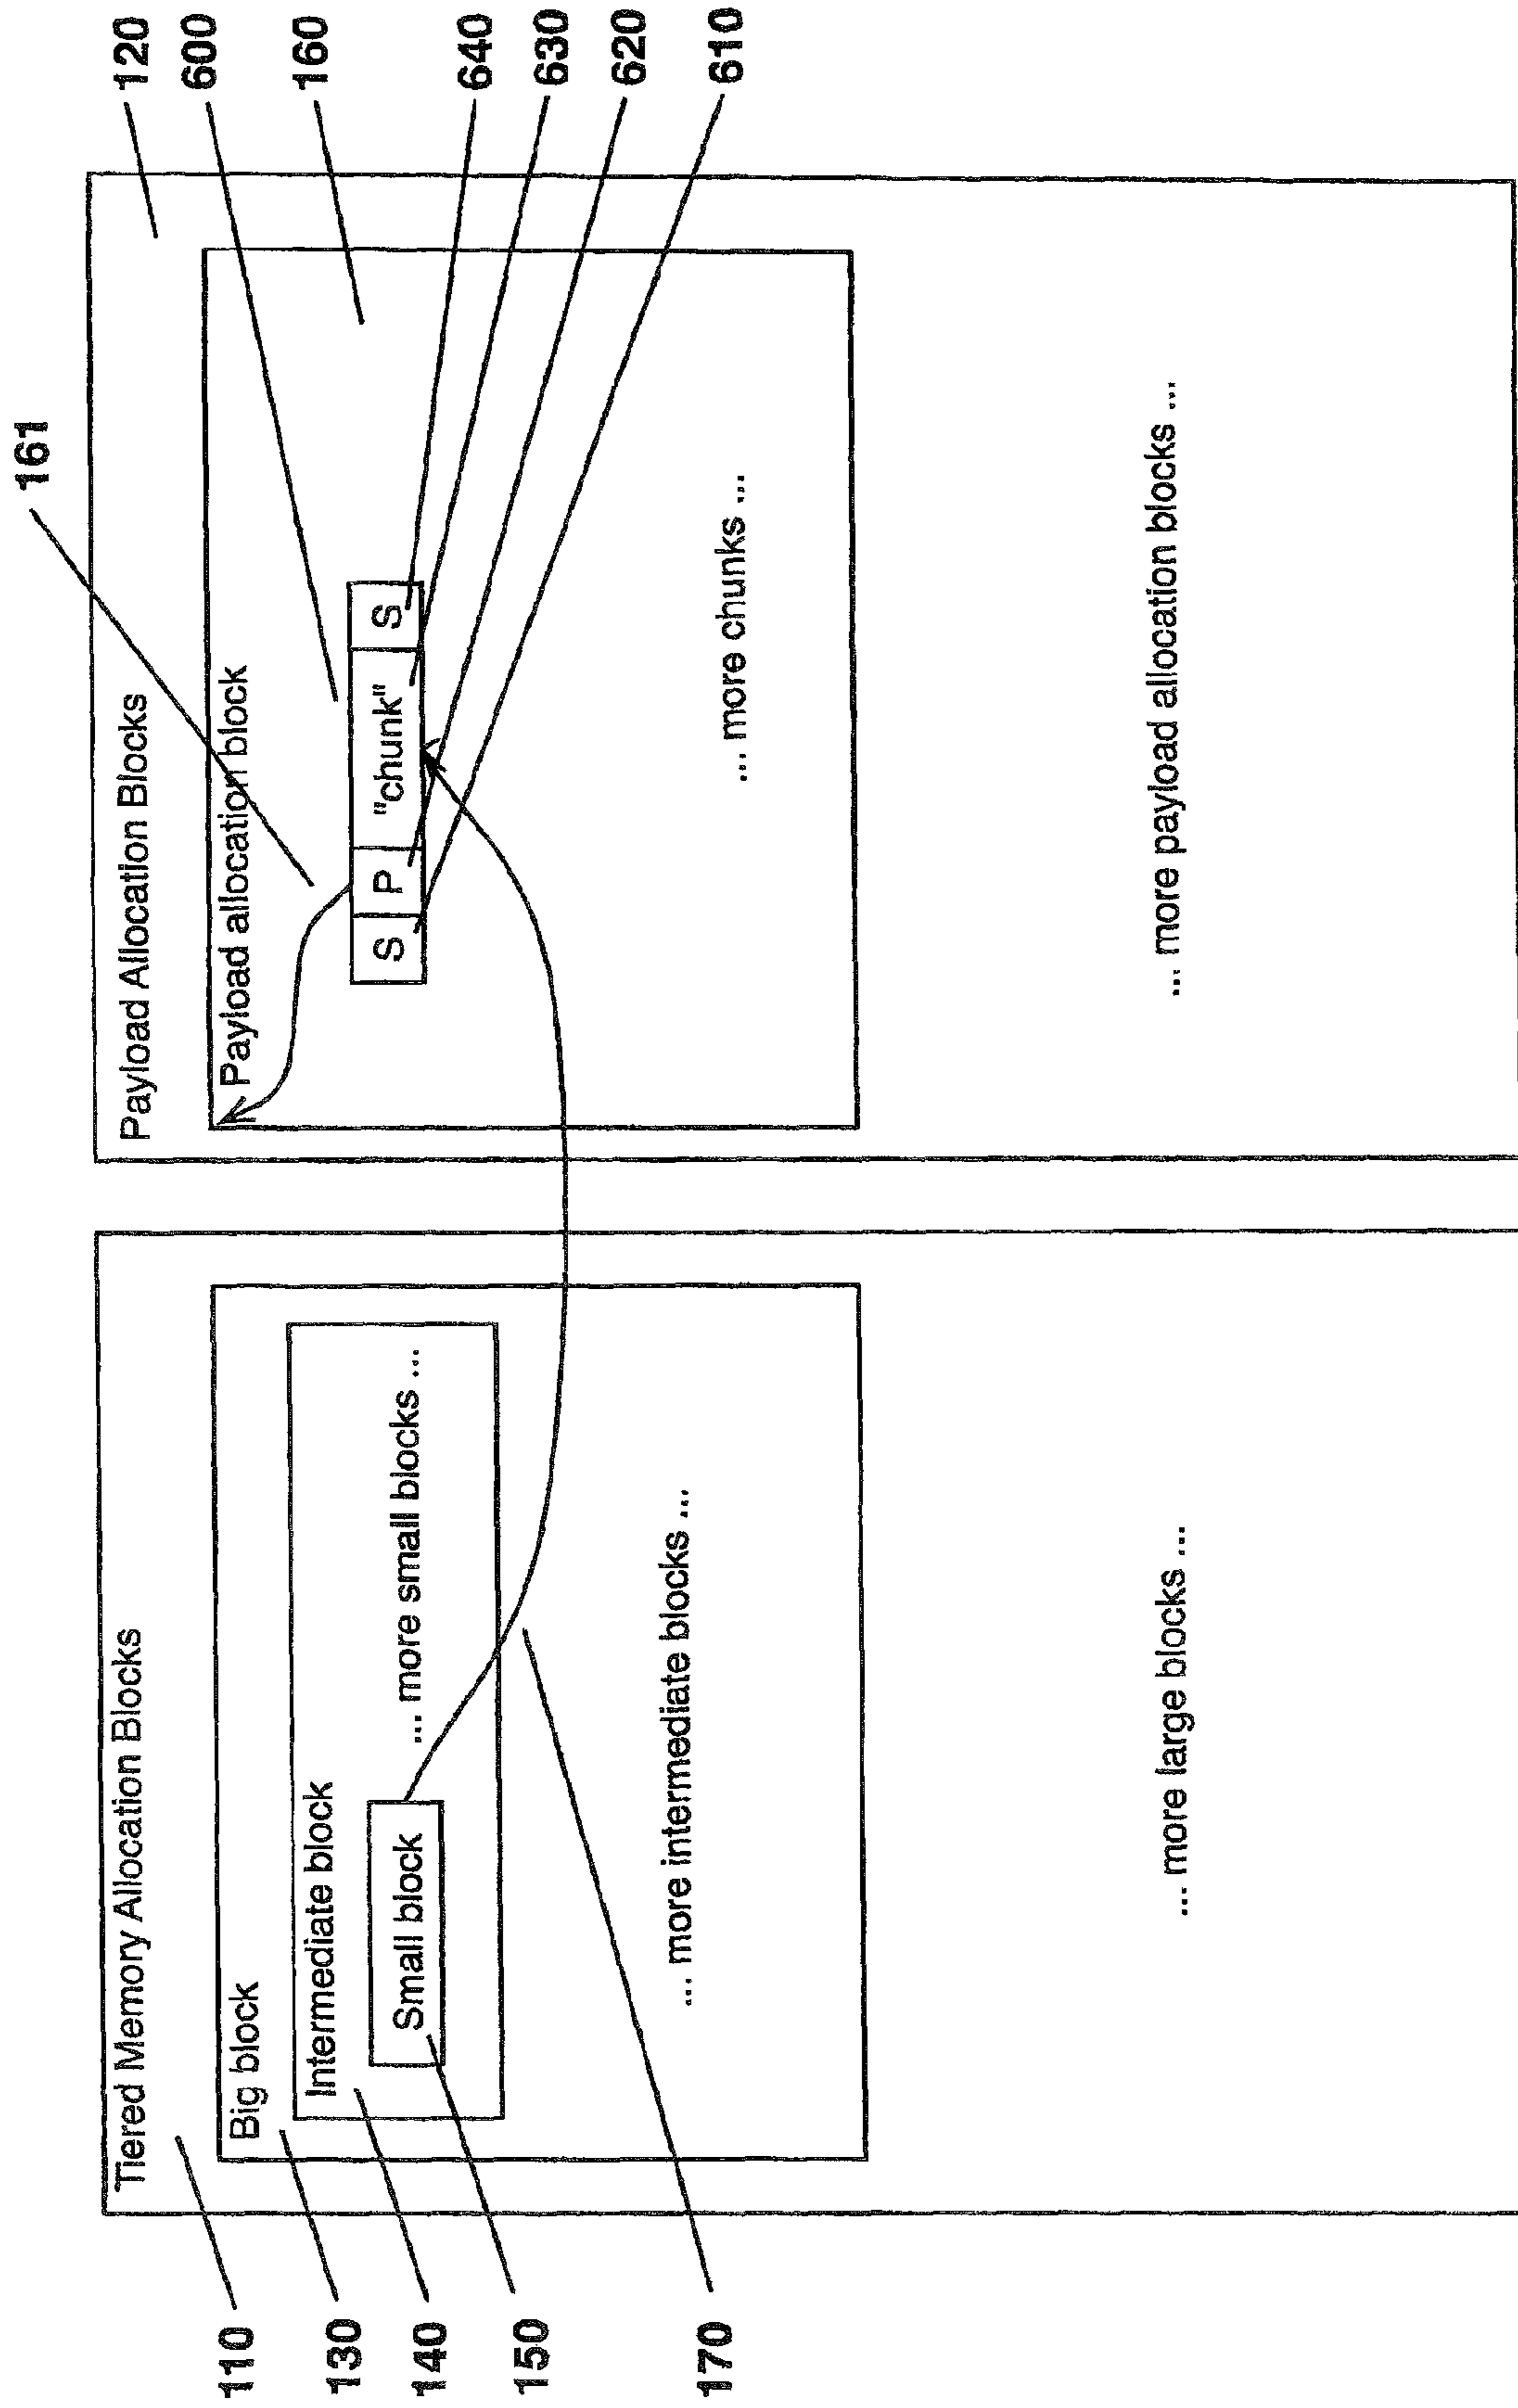 161
120
600
160
640
630
620
610
Payload Allocation Blocks
Payload allocation block
S
P
"chunk"
S
... more chunks ...
... more payload allocation blocks ...
Tiered Memory Allocation Blocks
Big block
Intermediate block
Small block
... more small blocks ...
... more intermediate blocks ...
... more large blocks ...
110
130
140
150
170